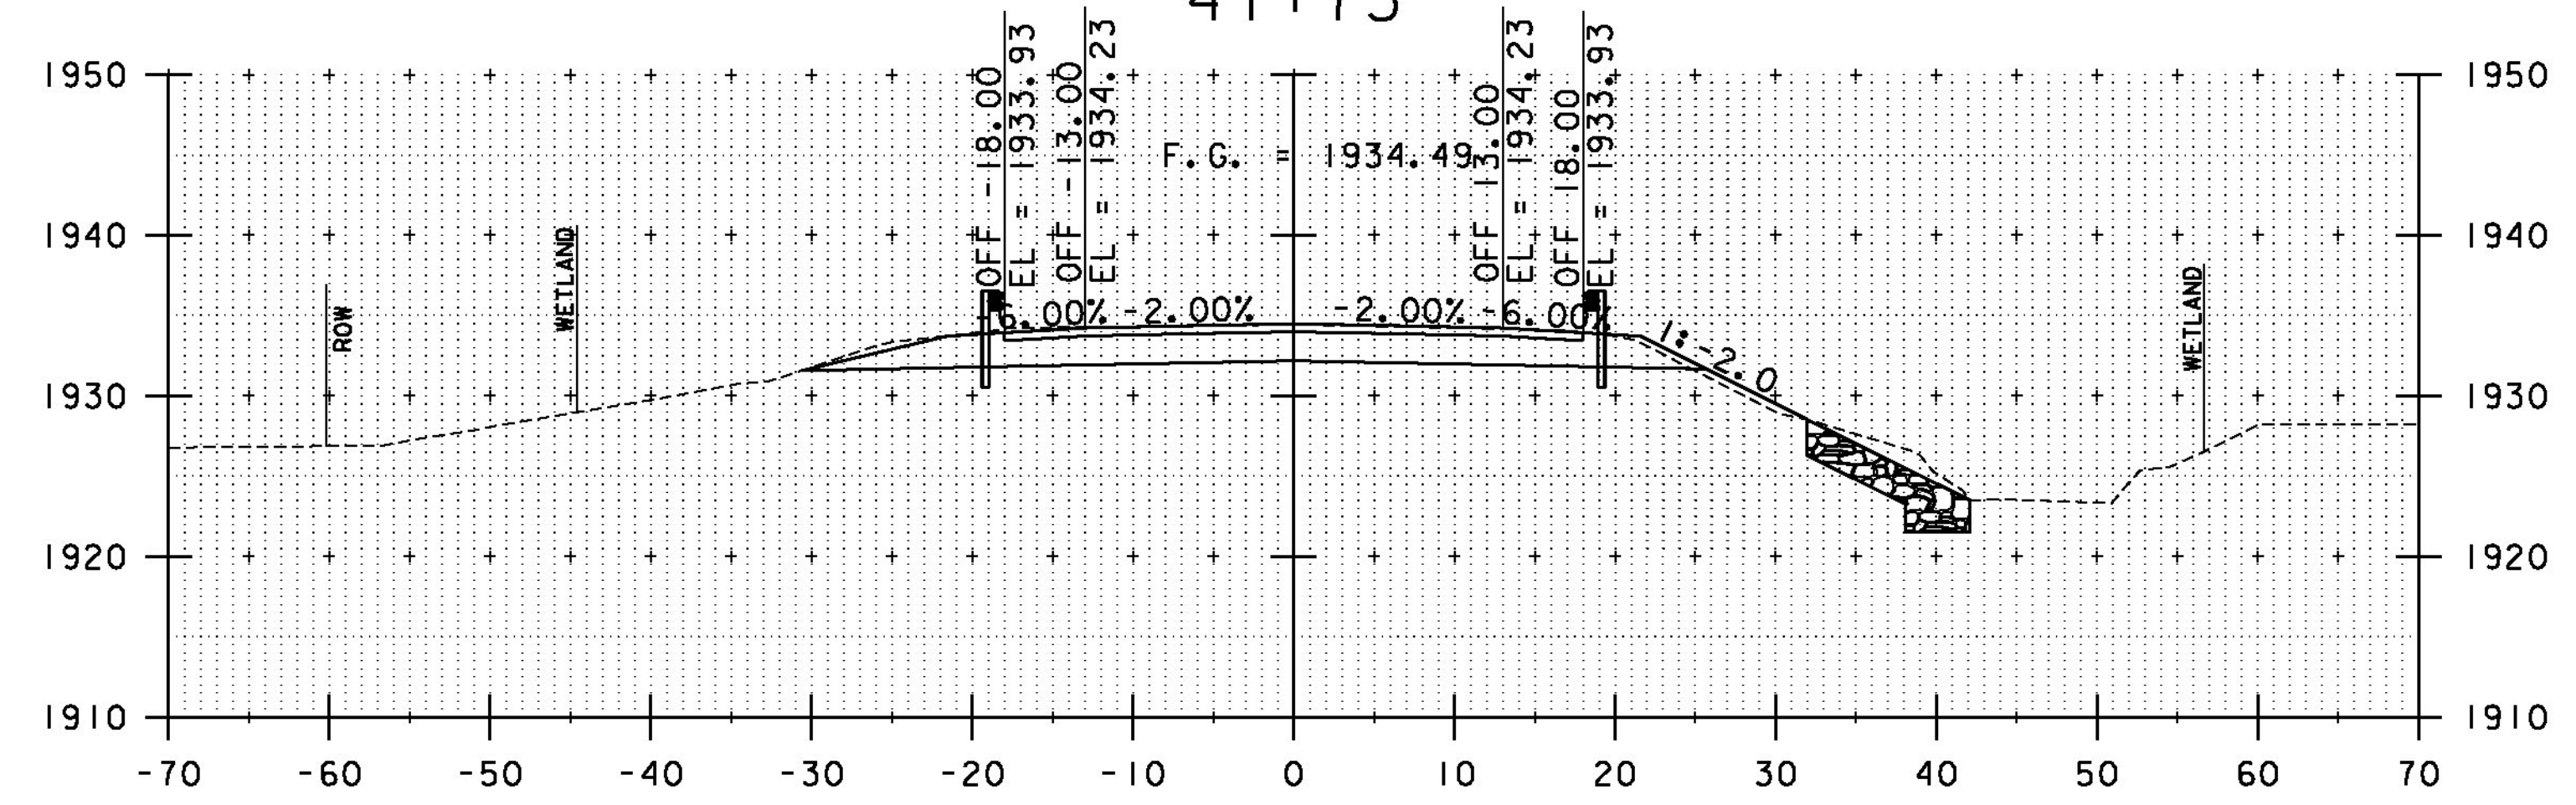 1950
1940
1930
1920
1910
ROW
WETLAND
OFF -18.00
EL = 1933.93
OFF -13.00
EL = 1934.23
F.G. = 1934.49
OFF 13.00
EL = 1934.23
OFF 18.00
EL = 1933.93
-6.00% -2.00%
-2.00% -6.00%
1:-2.0
WETLAND
1950
1940
1930
1920
1910
-70 -60 -50 -40 -30 -20 -10 0 10 20 30 40 50 60 70